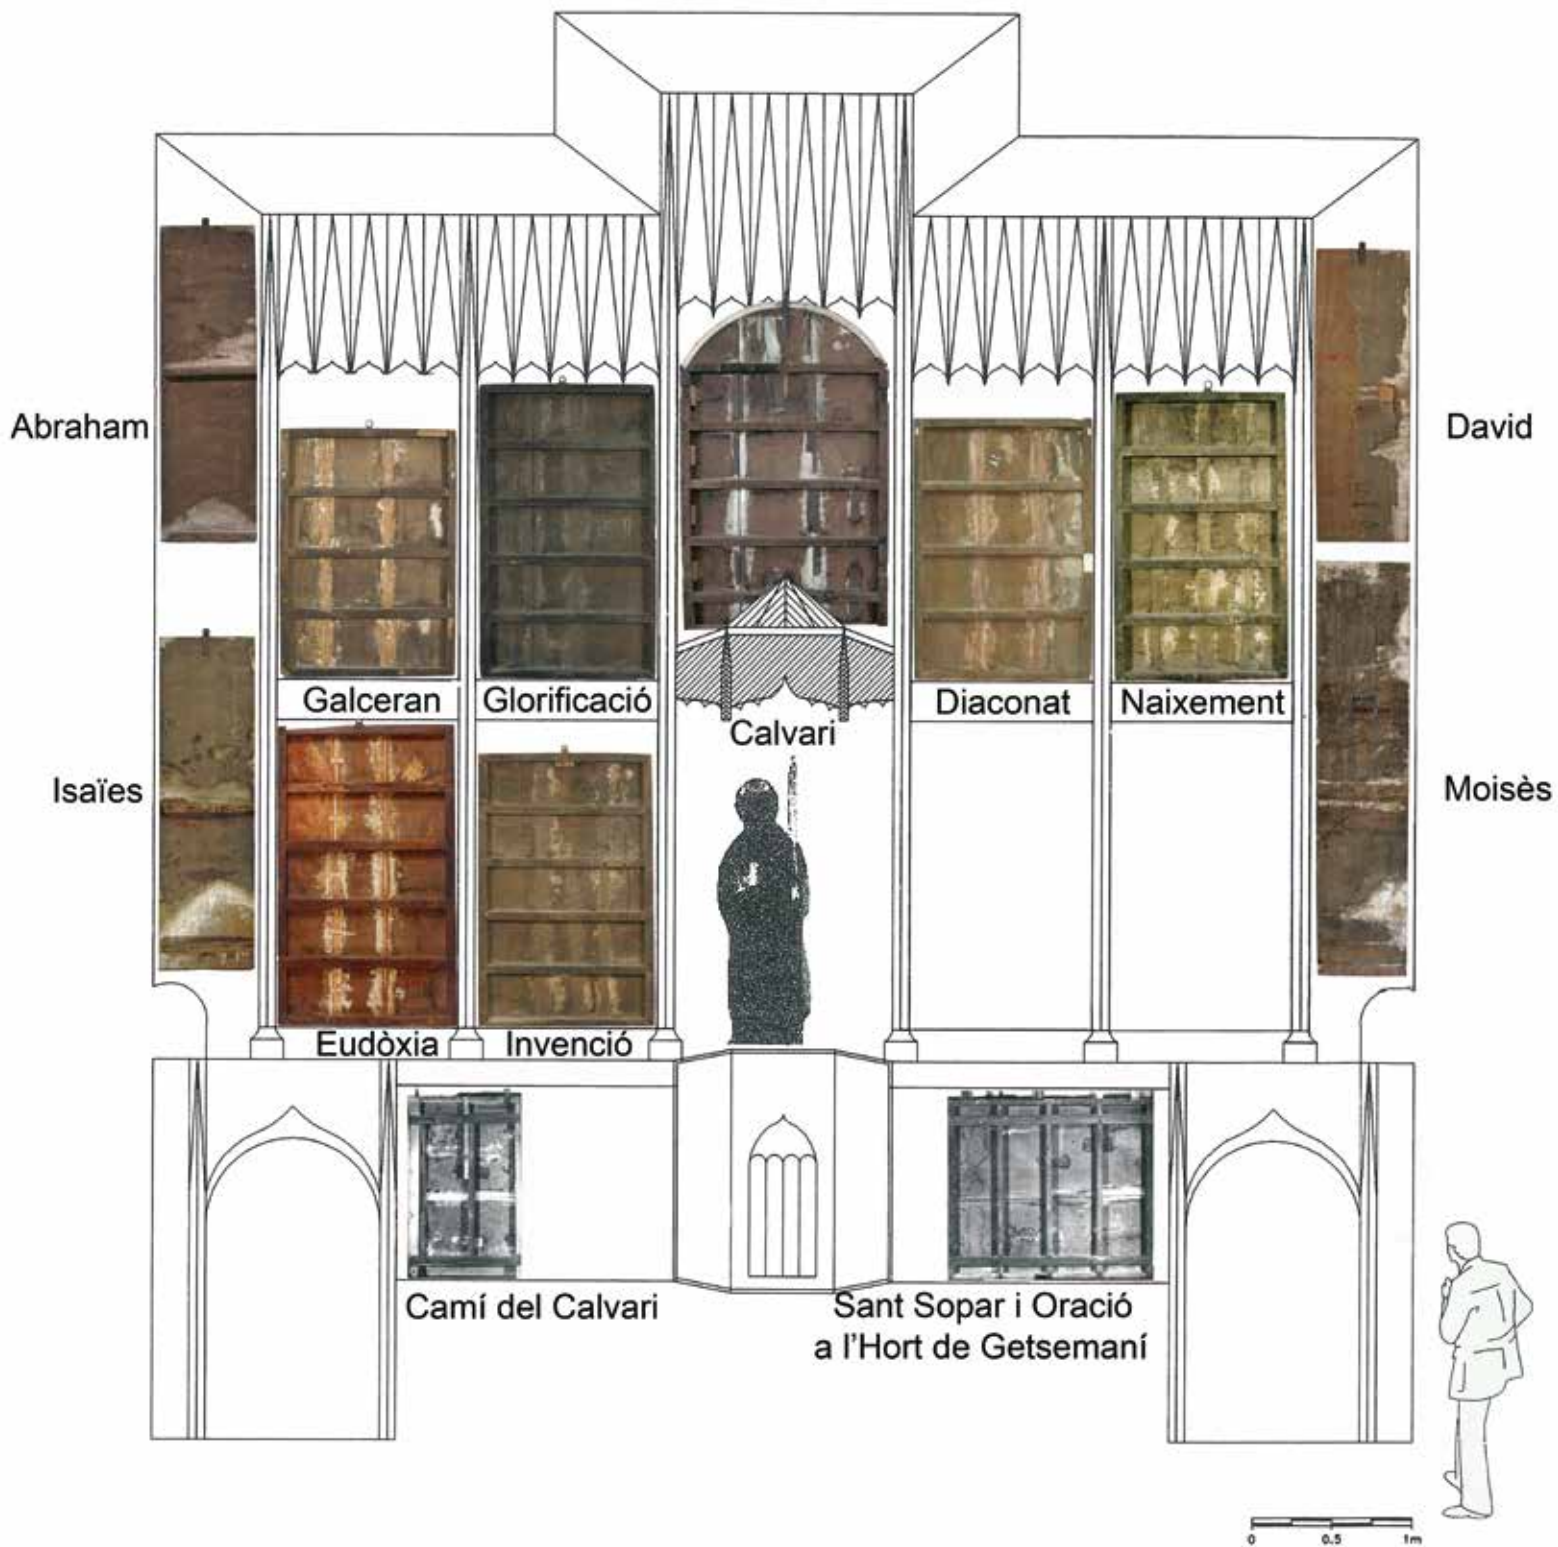 Abraham
David
Galceran
Glorificació
Diaconat
Naixement
Calvari
Isaïes
Moisès
Eudòxia
Invenció
Camí del Calvari
Sant Sopar i Oració
a l'Hort de Getsemaní
0 0.5 1m